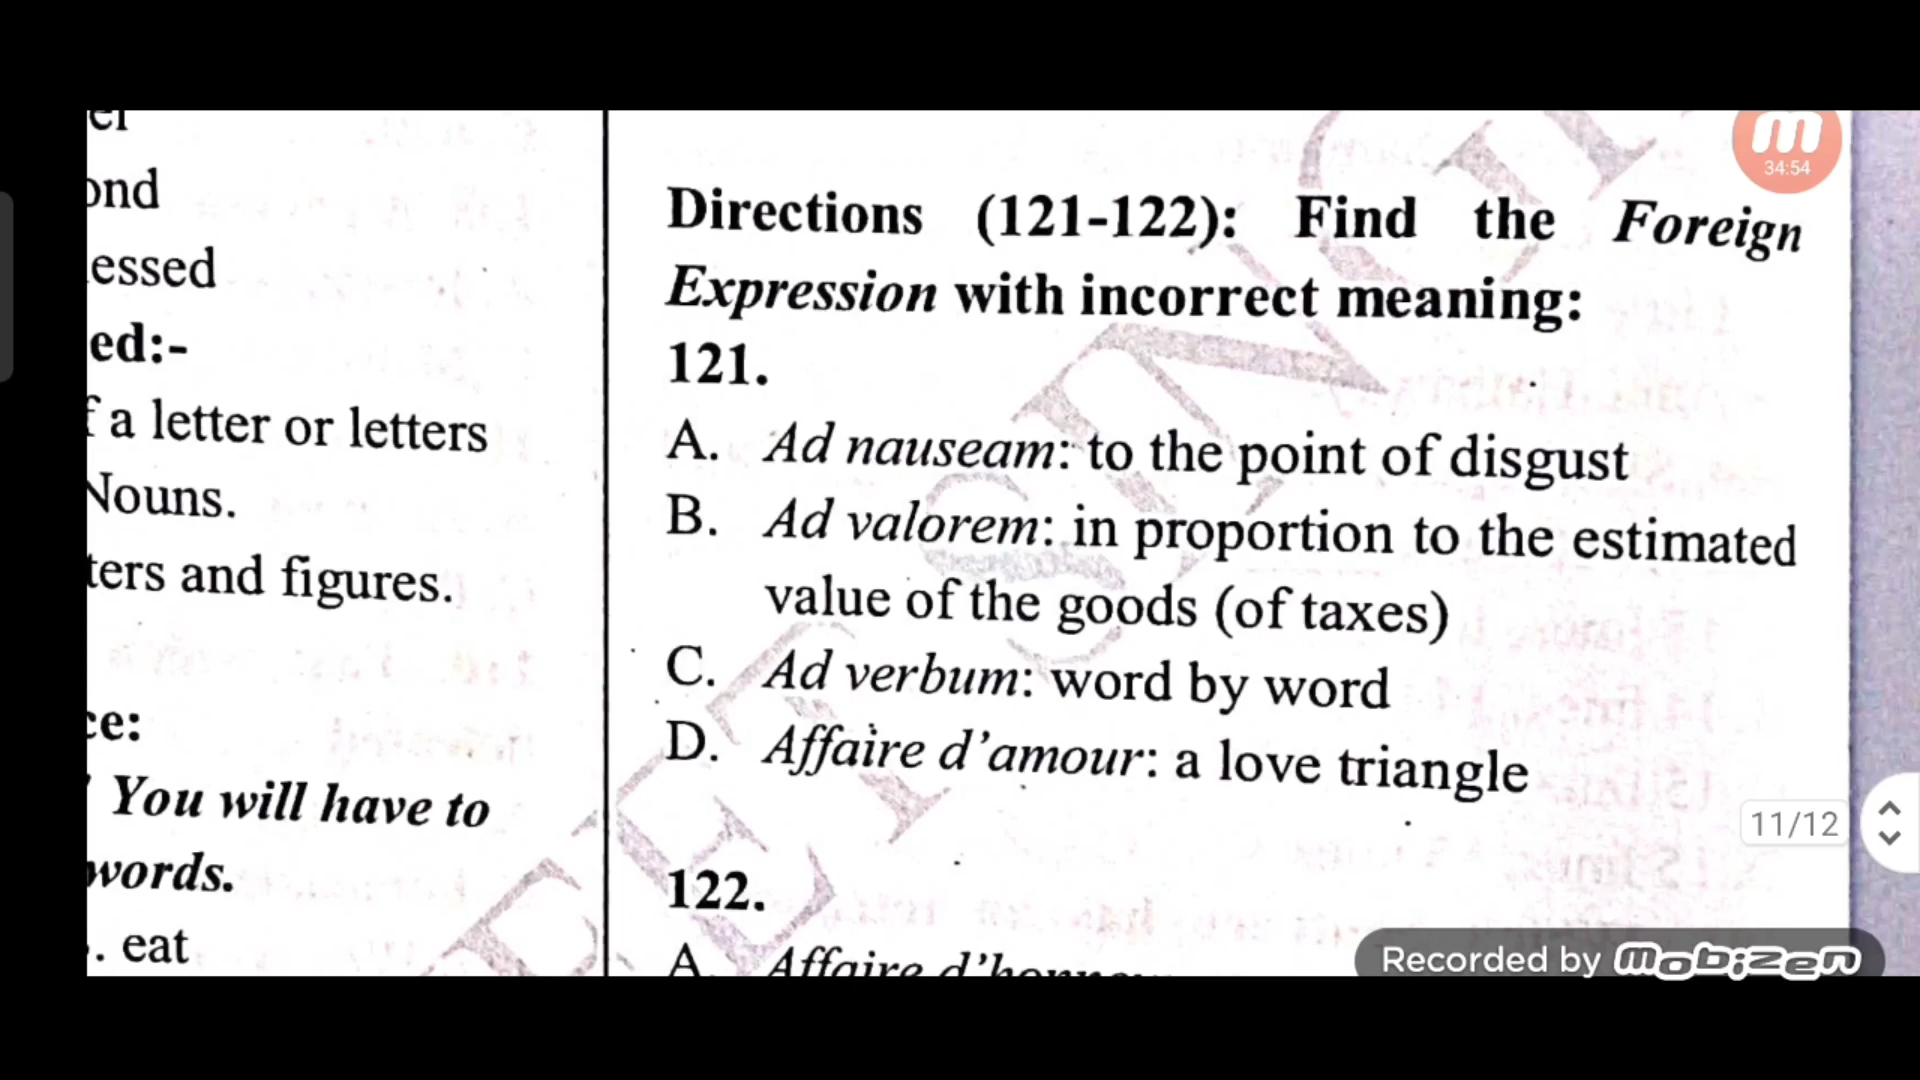 ond
essed
ed:-
f a letter or letters
Nouns.
ters and figures.
ce:
You will have to
words.
. eat
Directions (121-122): Find the Foreign
Expression with incorrect meaning:
121.
A. Ad nauseam: to the point of disgust
B. Ad valorem: in proportion to the estimated
value of the goods (of taxes)
C. Ad verbum: word by word
D. Affaire d'amour: a love triangle
122.
A. Affaire
34:54
11/12
Recorded by mobizen